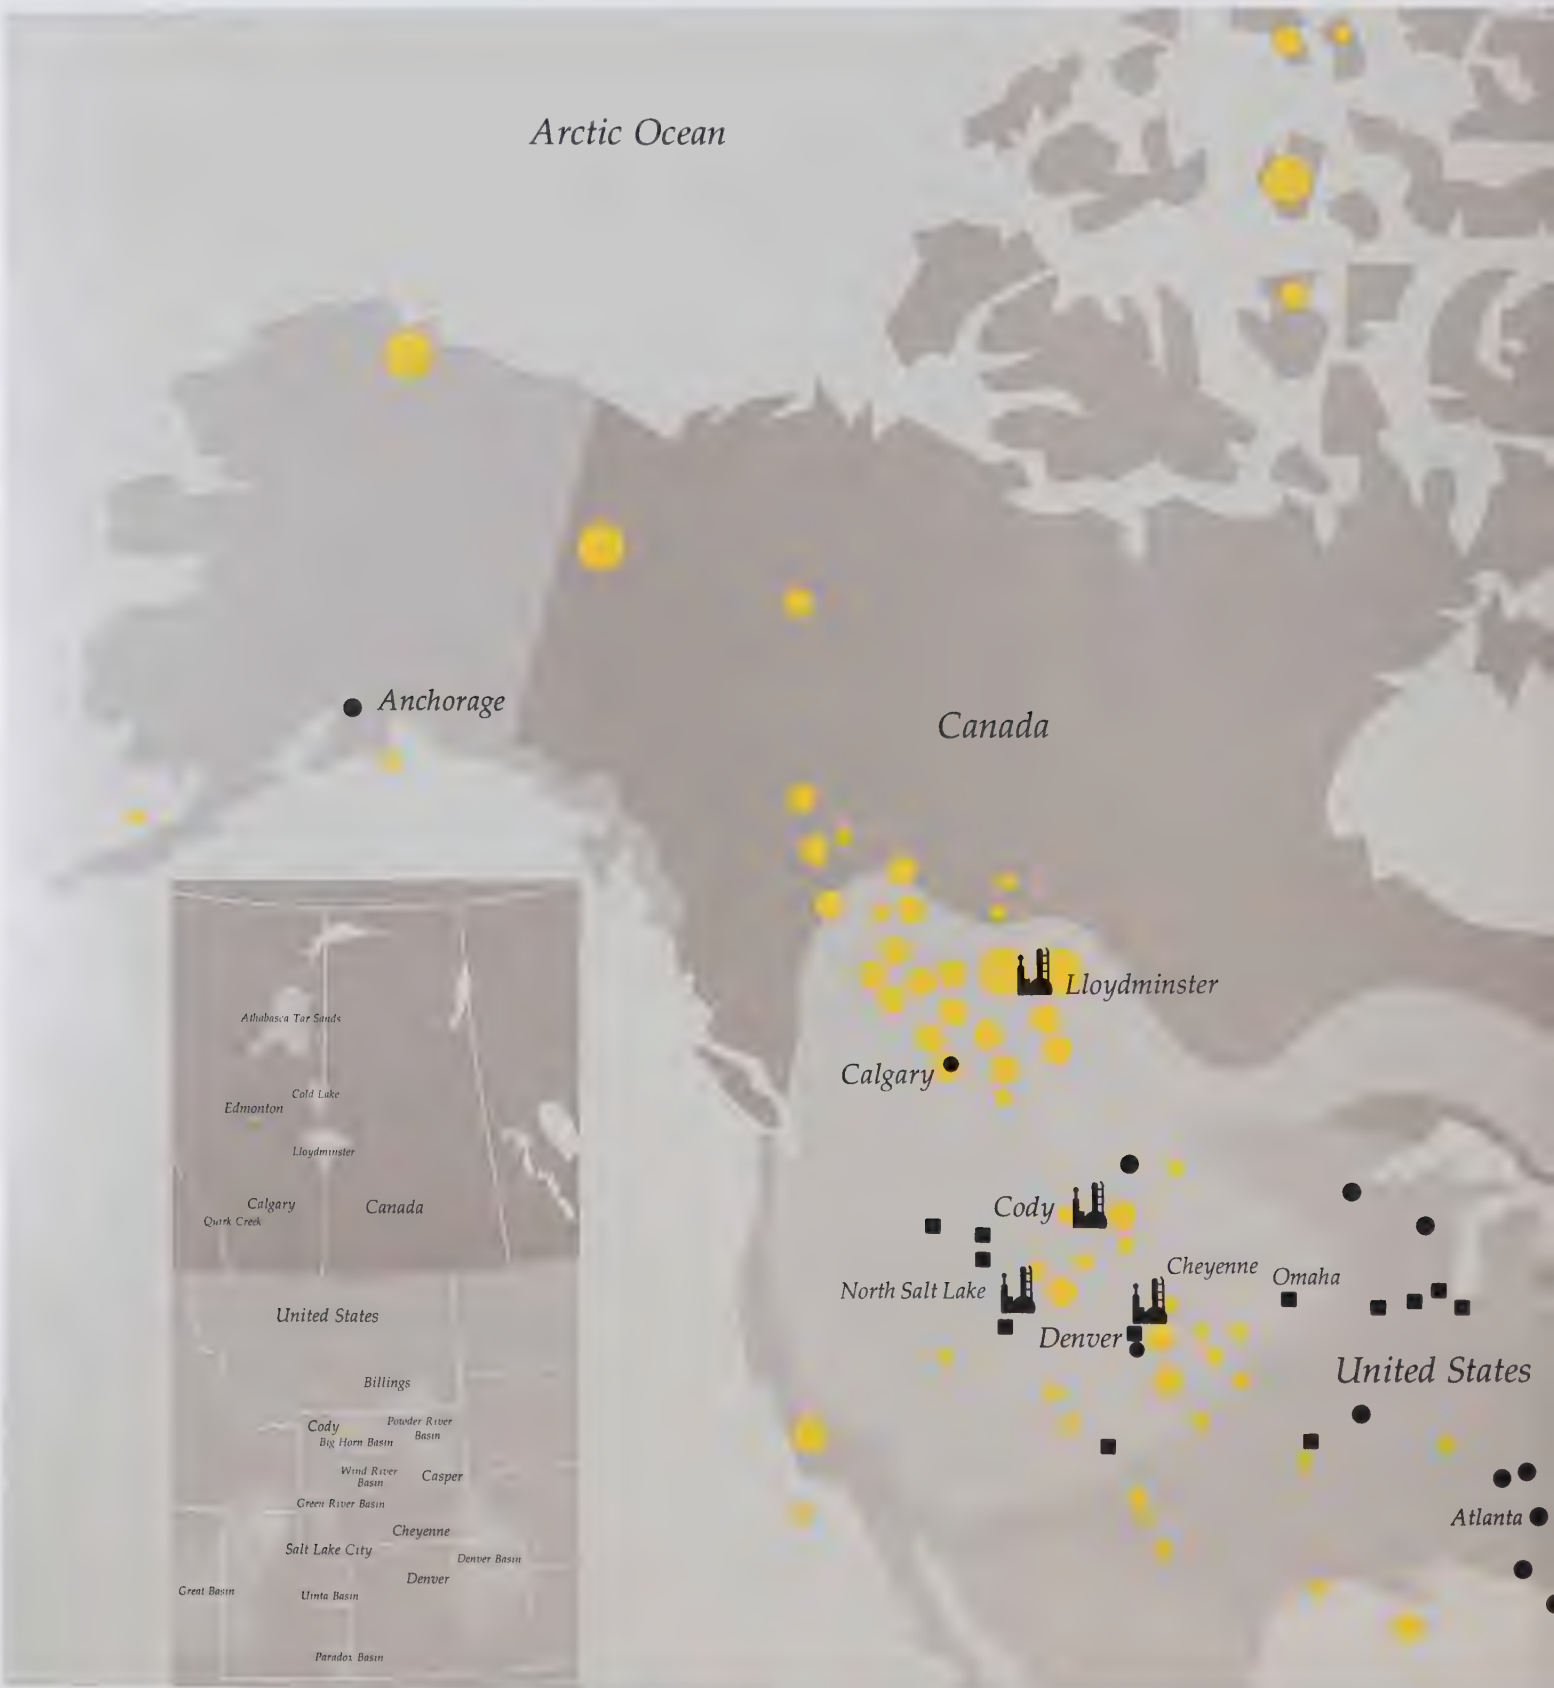 Arctic Ocean
Anchorage
Canada
Lloydminster
Calgary
Cody
Cheyenne
Omaha
North Salt Lake
Denver
United States
Atlanta
Athabasca Tar Sands
Cold Lake
Edmonton
Lloydminster
Calgary
Canada
Quirk Creek
United States
Billings
Cody
Powder River
Basin
Big Horn Basin
Wind River
Basin
Casper
Green River Basin
Cheyenne
Salt Lake City
Denver Basin
Denver
Great Basin
Uinta Basin
Paradox Basin